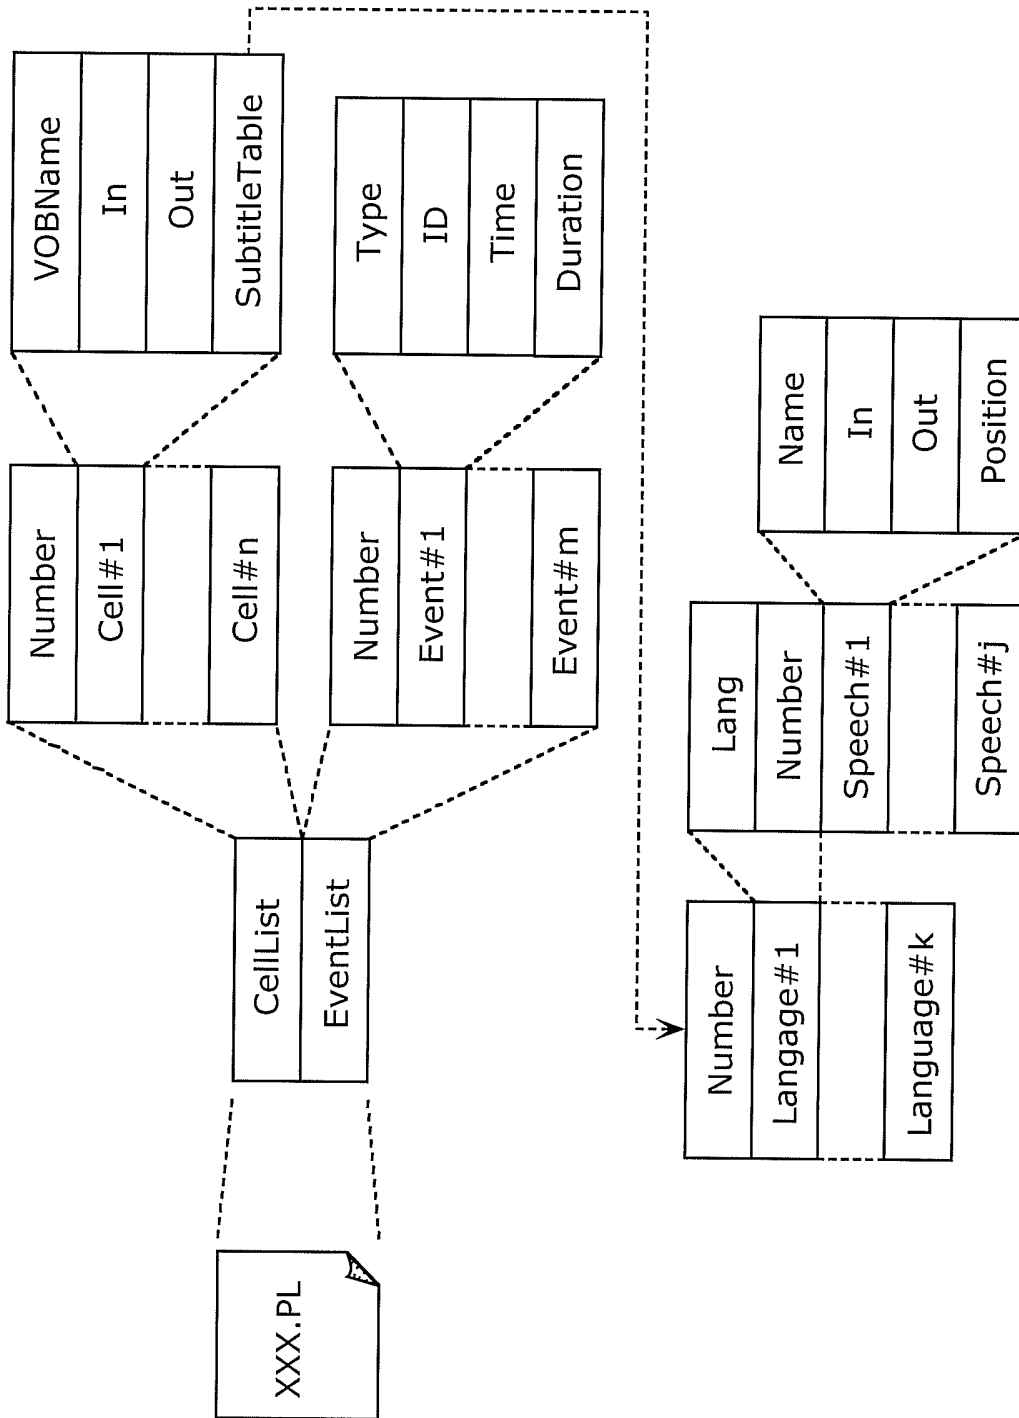 XXX.PL
CellList
EventList
Number
Cell#1
Cell#n
VOBName
In
Out
SubtitleTable
Number
Event#1
Event#m
Type
ID
Time
Duration
Number
Langage#1
Language#k
Lang
Number
Speech#1
Speech#j
Name
In
Out
Position